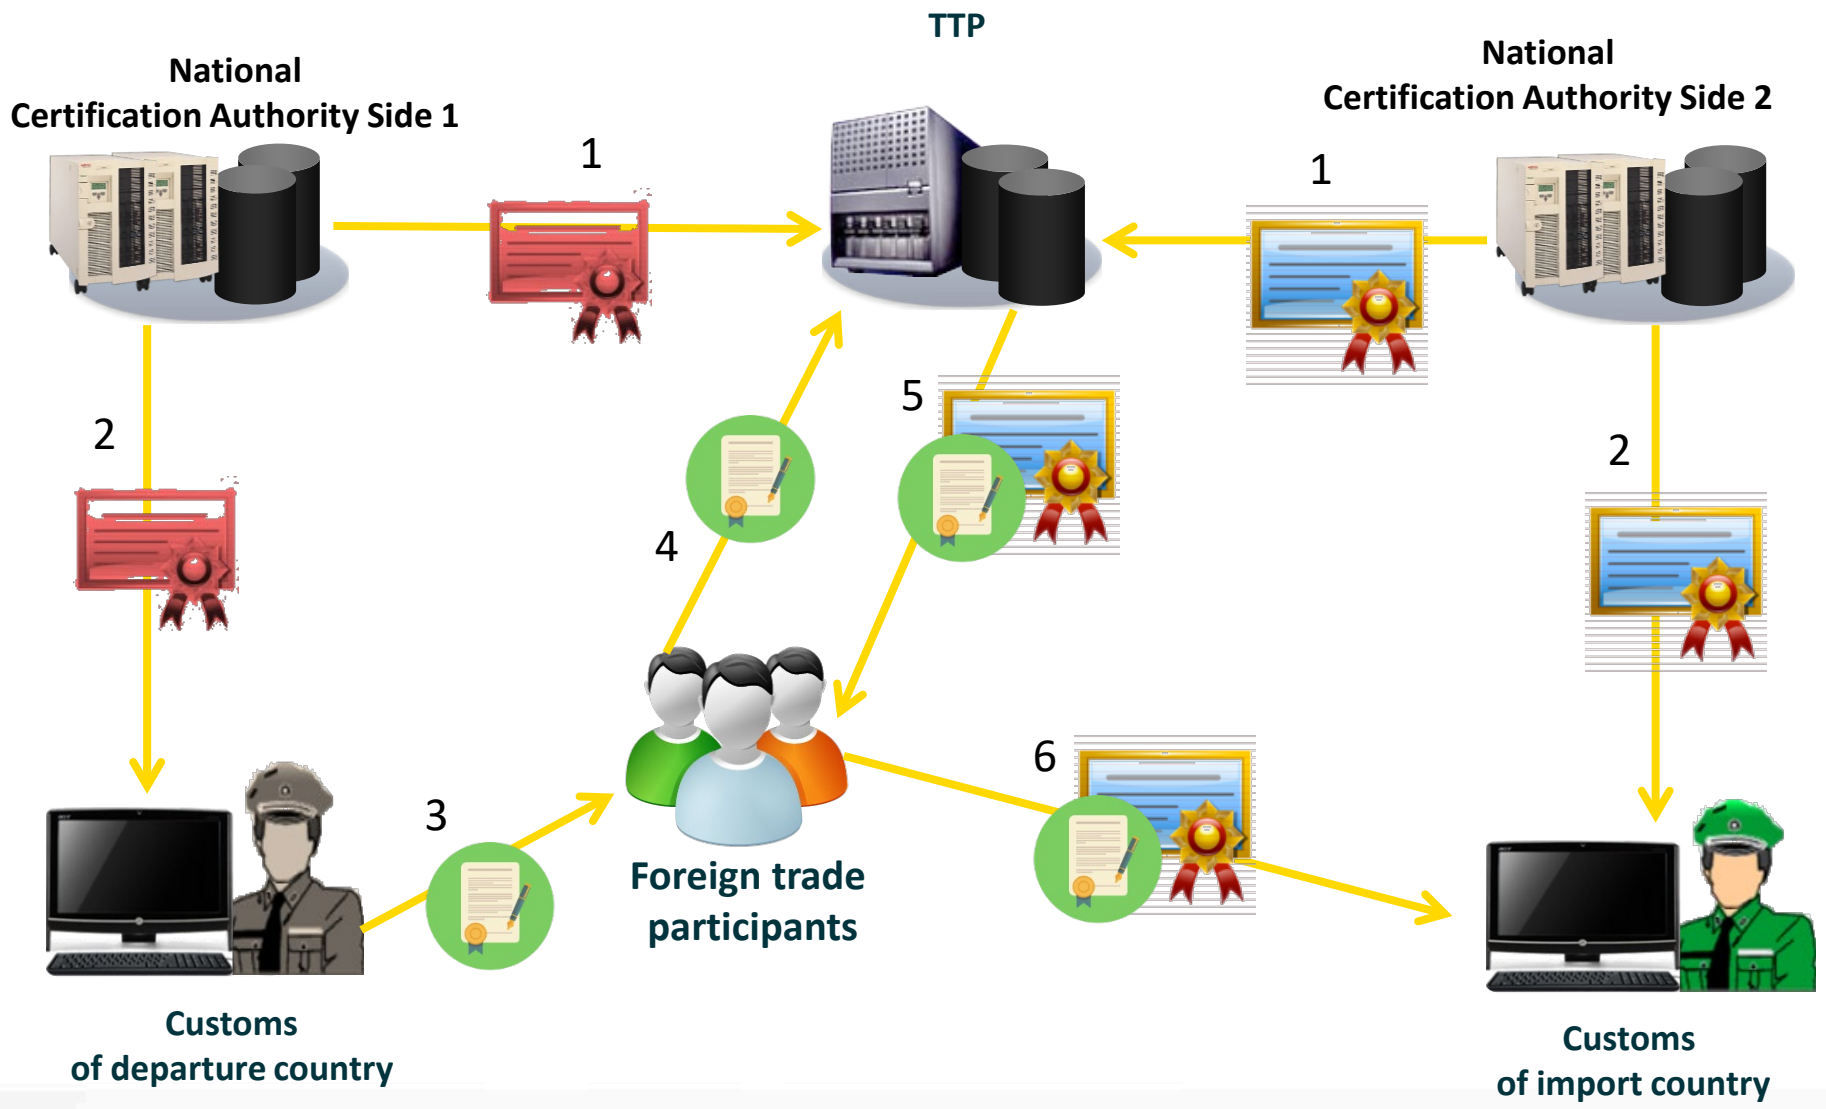 TTP
National
Certification Authority Side 1
National
Certification Authority Side 2
1
1
2
5
2
4
6
3
Foreign trade
participants
Customs
of departure country
Customs
of import country